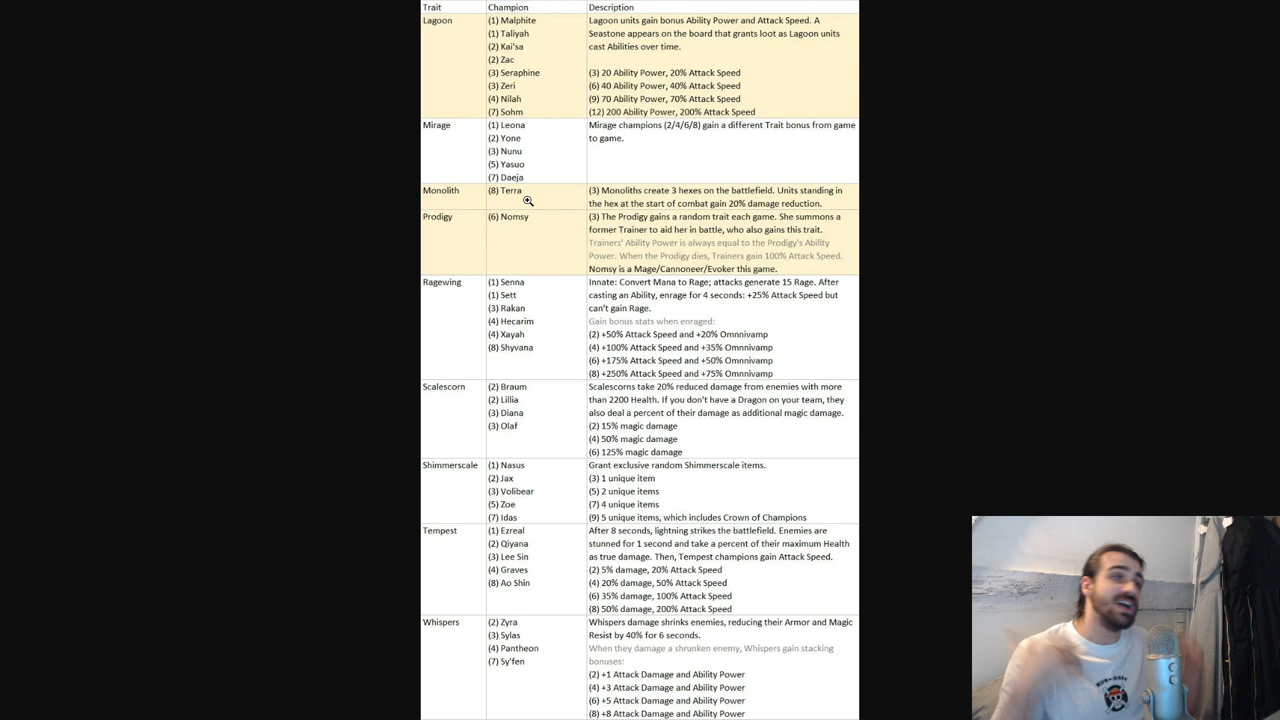 Trait Champion Description
Lagoon (1) Malphite Lagoon units gain bonus Ability Power and Attack Speed. A
(1) Taliyah Seastone appears on the board that grants loot as Lagoon units
(2) Kai'sa cast Abilities over time.
(2) Zac
(3) Seraphine (3) 20 Ability Power, 20% Attack Speed
(3) Zeri (6) 40 Ability Power, 40% Attack Speed
(4) Nilah (9) 70 Ability Power, 70% Attack Speed
(7) Sohm (12) 200 Ability Power, 200% Attack Speed
Mirage (1) Leona Mirage champions (2/4/6/8) gain a different Trait bonus from game
(2) Yone to game.
(3) Nunu
(5) Yasuo
(7) Daeja
Monolith (8) Terra (3) Monoliths create 3 hexes on the battlefield. Units standing in
the hex at the start of combat gain 20% damage reduction.
Prodigy (6) Nomsy (3) The Prodigy gains a random trait each game. She summons a
former Trainer to aid her in battle, who also gains this trait.
Trainers' Ability Power is always equal to the Prodigy's Ability
Power. When the Prodigy dies, Trainers gain 100% Attack Speed.
Nomsy is a Mage/Cannoneer/Evoker this game.
Ragewing (1) Senna Innate: Convert Mana to Rage; attacks generate 15 Rage. After
(1) Sett casting an Ability, enrage for 4 seconds: +25% Attack Speed but
(3) Rakan can't gain Rage.
(4) Hecarim Gain bonus stats when enraged:
(4) Xayah (2) +50% Attack Speed and +20% Omnnivamp
(8) Shyvana (4) +100% Attack Speed and +35% Omnnivamp
(6) +175% Attack Speed and +50% Omnnivamp
(8) +250% Attack Speed and +75% Omnnivamp
Scalescorn (2) Braum Scalescorns take 20% reduced damage from enemies with more
(2) Lillia than 2200 Health. If you don't have a Dragon on your team, they
(3) Diana also deal a percent of their damage as additional magic damage.
(3) Olaf (2) 15% magic damage
(4) 50% magic damage
(6) 125% magic damage
Shimmerscale (1) Nasus Grant exclusive random Shimmerscale items.
(2) Jax (3) 1 unique item
(3) Volibear (5) 2 unique items
(5) Zoe (7) 4 unique items
(7) Idas (9) 5 unique items, which includes Crown of Champions
Tempest (1) Ezreal After 8 seconds, lightning strikes the battlefield. Enemies are
(2) Qiyana stunned for 1 second and take a percent of their maximum Health
(3) Lee Sin as true damage. Then, Tempest champions gain Attack Speed.
(4) Graves (2) 5% damage, 20% Attack Speed
(8) Ao Shin (4) 20% damage, 50% Attack Speed
(6) 35% damage, 100% Attack Speed
(8) 50% damage, 200% Attack Speed
Whispers (2) Zyra Whispers damage shrinks enemies, reducing their Armor and Magic
(3) Sylas Resist by 40% for 6 seconds.
(4) Pantheon When they damage a shrunken enemy, Whispers gain stacking
(7) Sy'fen bonuses:
(2) +1 Attack Damage and Ability Power
(4) +3 Attack Damage and Ability Power
(6) +5 Attack Damage and Ability Power
(8) +8 Attack Damage and Ability Power